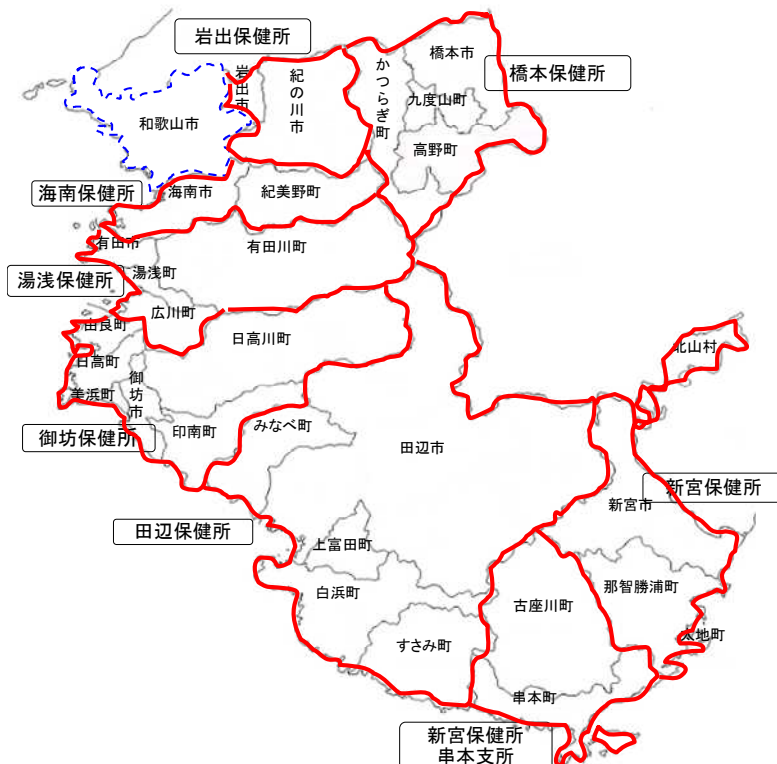 岩出保健所
橋本市
かつらぎ町
橋本保健所
岩出市
紀の川市
九度山町
和歌山市
高野町
海南保健所
海南市
紀美野町
有田市
有田川町
湯浅町
湯浅保健所
広川町
由良町
日高川町
北山村
日高町
御坊市
美浜町
みなべ町
印南町
御坊保健所
田辺市
新宮保健所
新宮市
田辺保健所
上富田町
白浜町
那智勝浦町
古座川町
太地町
すさみ町
串本町
新宮保健所
串本支所